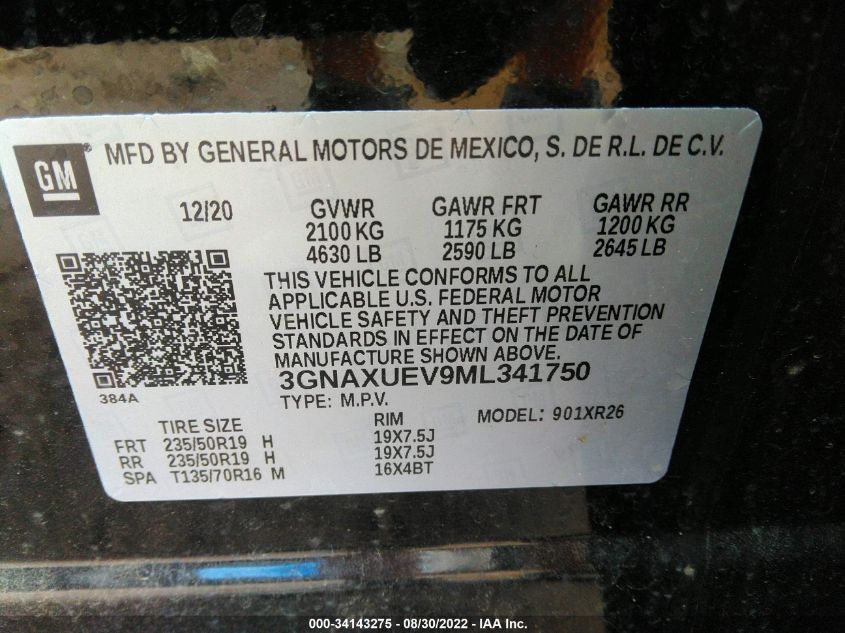 GM ® MFD BY GENERAL MOTORS DE MEXICO, S. DE R.L. DE C.V.
12/20 GVWR GAWR FRT GAWR RR
2100 KG 1175 KG 1200 KG
4630 LB 2590 LB 2645 LB
THIS VEHICLE CONFORMS TO ALL
APPLICABLE U.S. FEDERAL MOTOR
VEHICLE SAFETY AND THEFT PREVENTION
STANDARDS IN EFFECT ON THE DATE OF
MANUFACTURE SHOWN ABOVE.
3GNAXUEV9ML341750
384A
TYPE: M.P.V. MODEL: 901XR26
TIRE SIZE RIM
FRT 235/50R19 H 19X7.5J
RR 235/50R19 H 19X7.5J
SPA T135/70R16 M 16X4BT
000-34143275 - 08/30/2022 - IAA Inc.